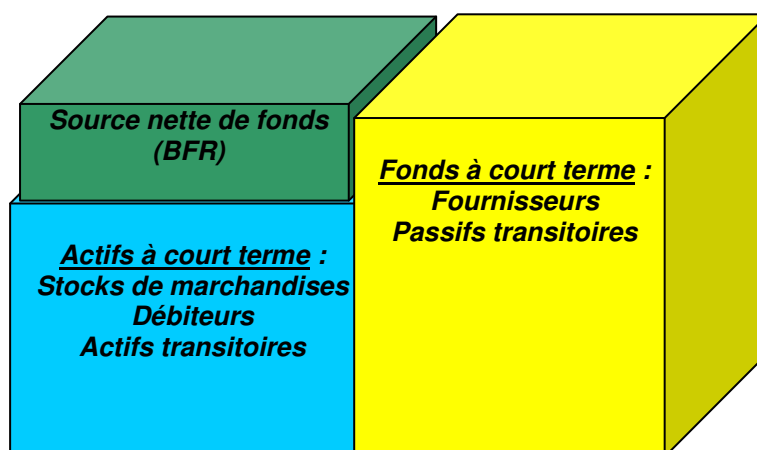 Source nette de fonds
(BFR)
Actifs à court terme :
Stocks de marchandises
Débiteurs
Actifs transitoires
Fonds à court terme :
Fournisseurs
Passifs transitoires